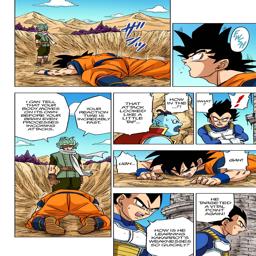 WHAT
!
HOW IN
THE
...!?
THAT
ATTACK
LOOKED
LIKE A
LITTLE
TAP...
I CAN TELL
THAT YOUR
BODY MOVES
ON ITS OWN
BEFORE YOUR
BRAIN EVEN
PROCESSES
INCOMING
ATTACKS.
YOUR
REACTION
TIME IS
INCREDIBLY
FAST.
UGH...
GAH!
HE
TARGETED
A VITAL
POINT
AGAIN!
HOW IS HE
LEARNING
KAKAROT'S
WEAKNESSES
SO QUICKLY?